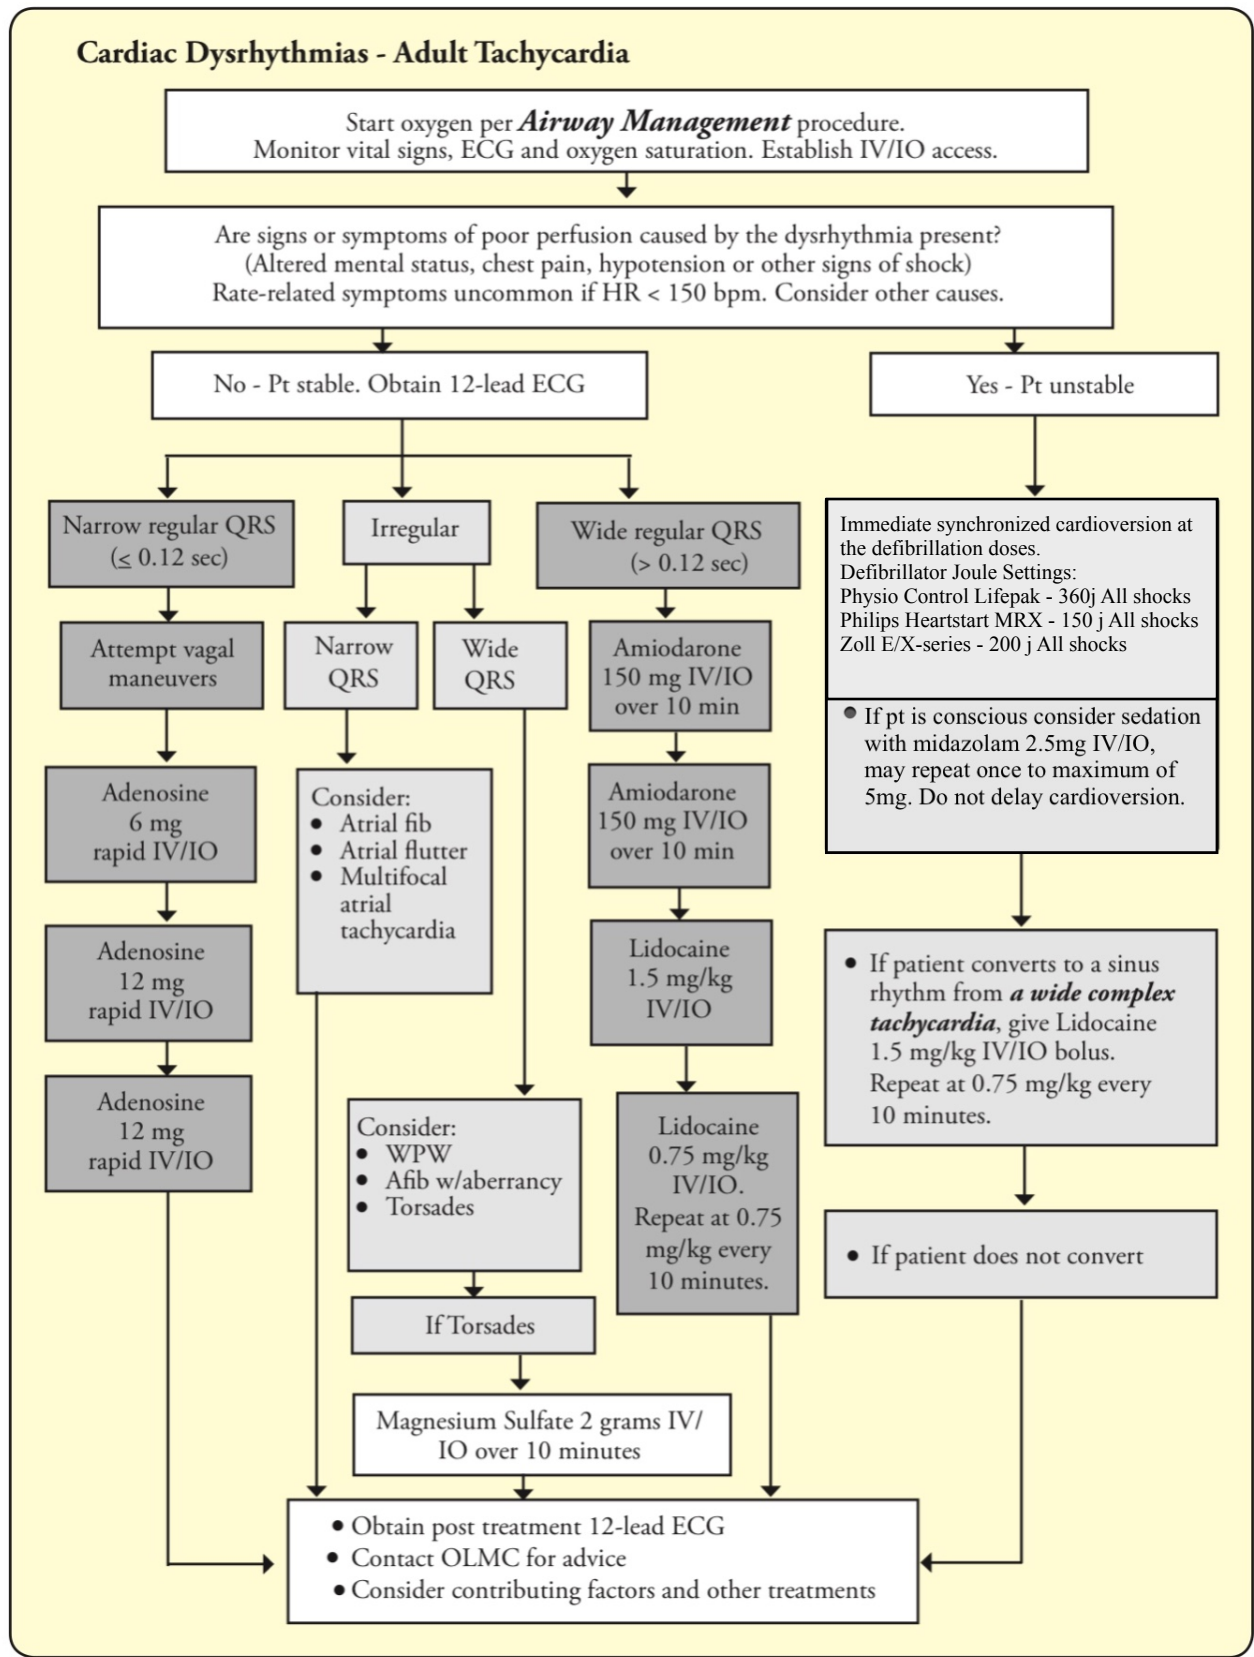 Cardiac Dysrhythmias - Adult Tachycardia
Start oxygen per Airway Management procedure.
Monitor vital signs, ECG and oxygen saturation. Establish IV/IO access.
Are signs or symptoms of poor perfusion caused by the dysrhythmia present?
(Altered mental status, chest pain, hypotension or other signs of shock)
Rate-related symptoms uncommon if HR < 150 bpm. Consider other causes.
No - Pt stable. Obtain 12-lead ECG
Narrow regular QRS
(≤ 0.12 sec)
Attempt vagal
maneuvers
Adenosine
6 mg
rapid IV/IO
Adenosine
12 mg
rapid IV/IO
Adenosine
12 mg
rapid IV/IO
Irregular
Narrow
QRS
Consider:
• Atrial fib
• Atrial flutter
• Multifocal
atrial
tachycardia
Wide
QRS
Consider:
• WPW
• Afib w/aberrancy
• Torsades
If Torsades
Magnesium Sulfate 2 grams IV/
IO over 10 minutes
Wide regular QRS
(> 0.12 sec)
Amiodarone
150 mg IV/IO
over 10 min
Amiodarone
150 mg IV/IO
over 10 min
Lidocaine
1.5 mg/kg
IV/IO
Lidocaine
0.75 mg/kg
IV/IO.
Repeat at 0.75
mg/kg every
10 minutes.
Yes - Pt unstable
Immediate synchronized cardioversion at
the defibrillation doses.
Defibrillator Joule Settings:
Physio Control Lifepak - 360j All shocks
Philips Heartstart MRX - 150 j All shocks
Zoll E/X-series - 200 j All shocks
• If pt is conscious consider sedation
with midazolam 2.5mg IV/IO,
may repeat once to maximum of
5mg. Do not delay cardioversion.
• If patient converts to a sinus
rhythm from a wide complex
tachycardia, give Lidocaine
1.5 mg/kg IV/IO bolus.
Repeat at 0.75 mg/kg every
10 minutes.
• If patient does not convert
• Obtain post treatment 12-lead ECG
• Contact OLMC for advice
• Consider contributing factors and other treatments